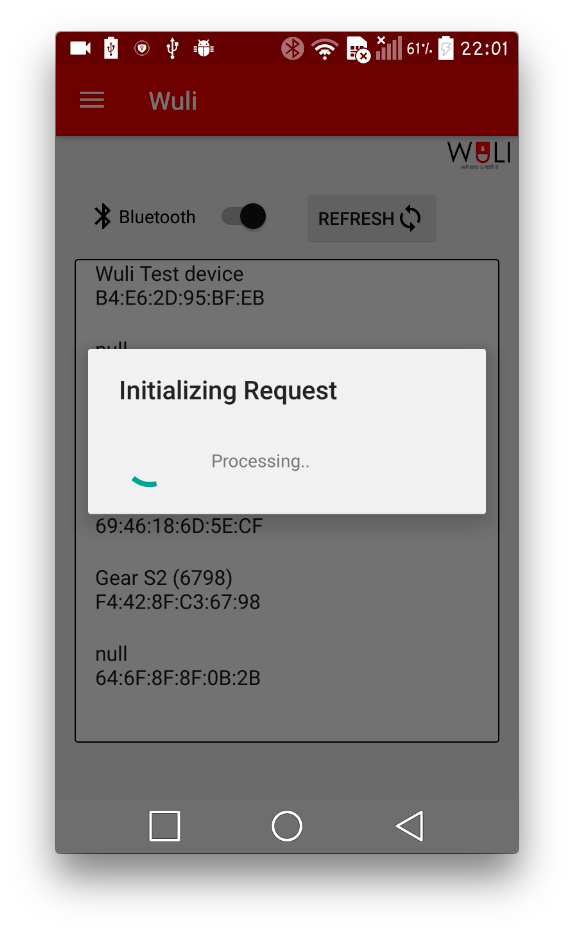 61% 22:01
Wuli
WULI
where u left it
Bluetooth REFRESH
Wuli Test device
B4:E6:2D:95:BF:EB
null
Initializing Request
Processing..
69:46:18:6D:5E:CF
Gear S2 (6798)
F4:42:8F:C3:67:98
null
64:6F:8F:8F:0B:2B